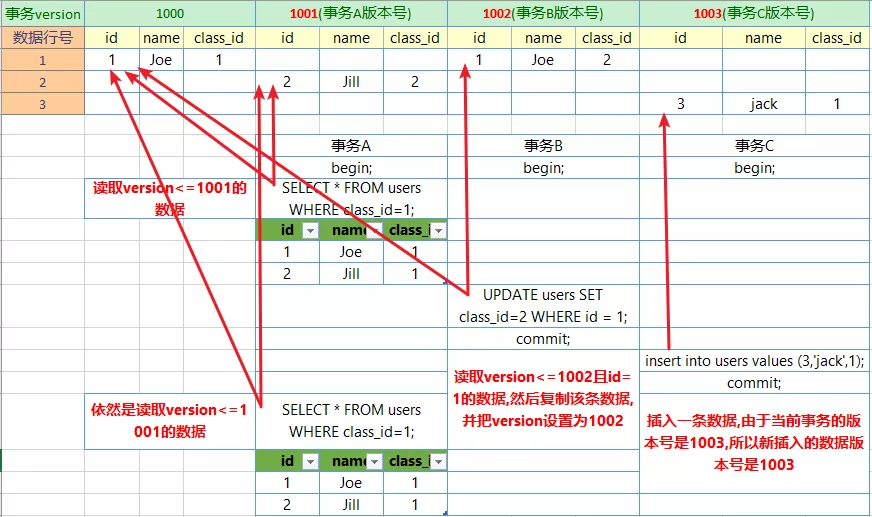 事务version 1000 1001(事务A版本号) 1002(事务B版本号) 1003(事务C版本号)
数据行号 id name class_id id name class_id id name class_id id name class_id
1 1 Joe 1 1 Joe 2
2 2 Jill 2
3 3 jack 1
事务A 事务B 事务C
begin; begin; begin;
读取version<=1001的
数据
SELECT * FROM users
WHERE class_id=1;
id name class_i
1 Joe 1
2 Jill 1
UPDATE users SET
class_id=2 WHERE id = 1;
commit;
insert into users values (3,'jack',1);
commit;
读取version<=1002且id=
1的数据,然后复制该条数据,
并把version设置为1002
依然是读取version<=1
001的数据
SELECT * FROM users
WHERE class_id=1;
插入一条数据,由于当前事务的版
本号是1003,所以新插入的数据版
本号是1003
id name class_i
1 Joe 1
2 Jill 1